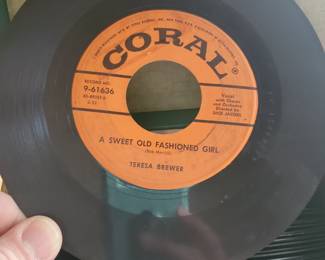 CORAL
RECORD NO.
9-61636
Vocal
with Chorus
and Orchestra
Directed by
DICK JACOBS
A SWEET OLD FASHIONED GIRL
(Bob Merrill)
TERESA BREWER